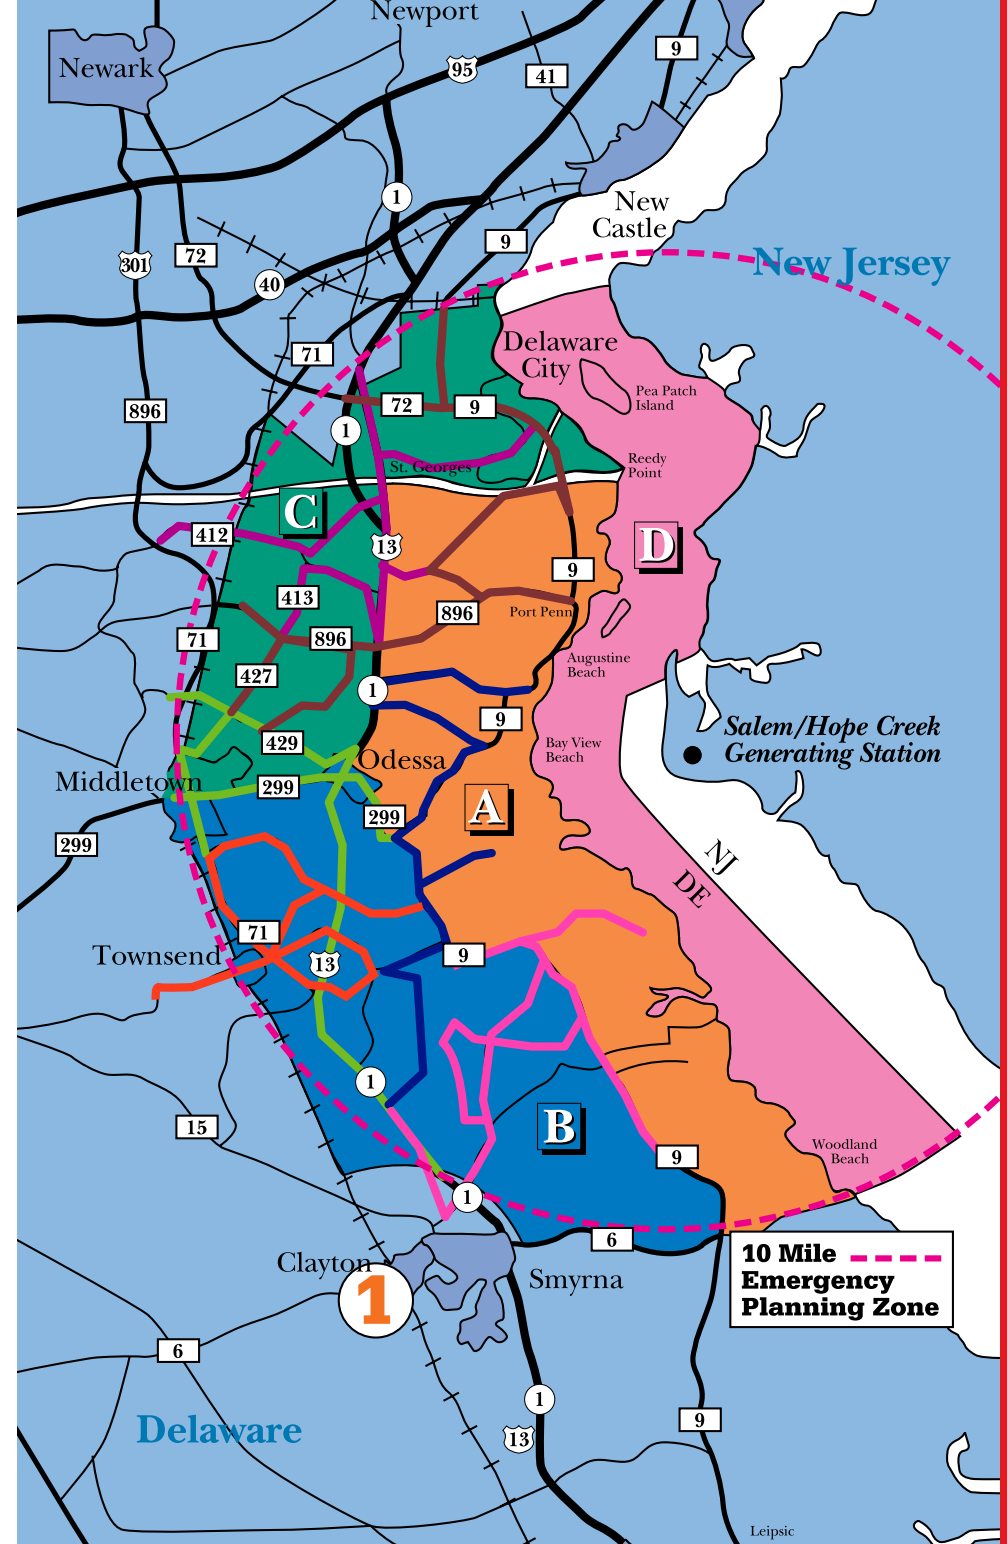 Newport
9
95
41
Newark
1
New
Castle
9
72
301
New Jersey
40
71
Delaware
City
Pea Patch
Island
72
9
896
1
St. Georges
Reedy
Point
C
412
13
D
9
413
896
Port Penn
896
71
Augustine
Beach
427
1
9
Salem/Hope Creek
Generating Station
429
Bay View
Beach
Odessa
Middletown
299
A
299
299
NJ
DE
71
9
Townsend
13
1
B
15
Woodland
Beach
9
1
6
10 Mile
Emergency
Planning Zone
Clayton
Smyrna
1
6
1
9
Delaware
13
Leipsic